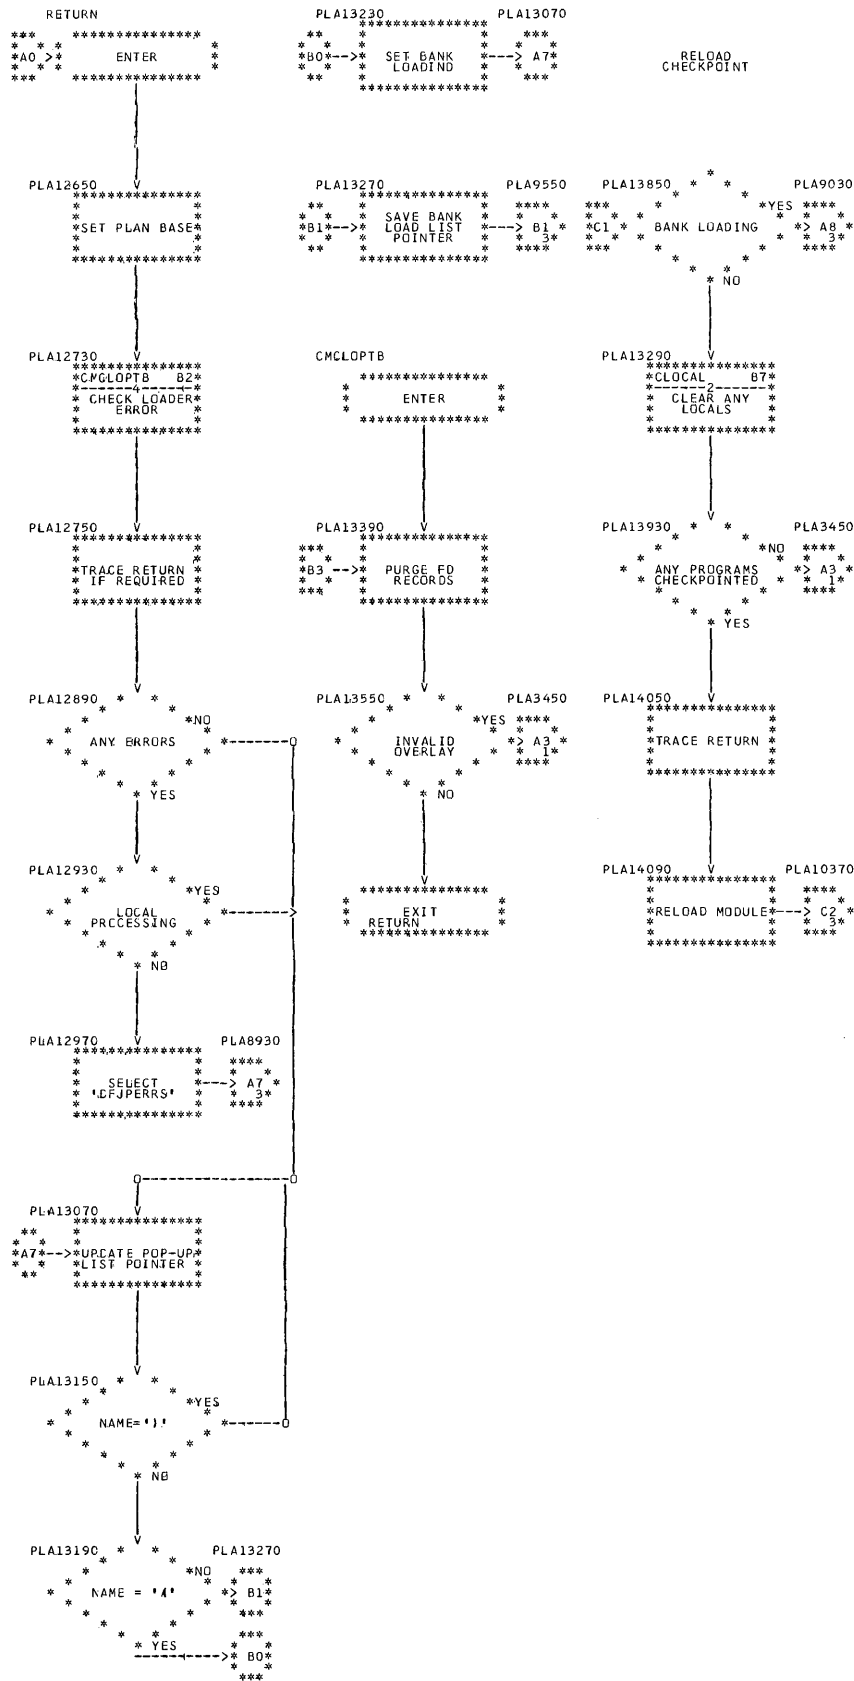 RETURN
A0
ENTER
PLA12650
SET PLAN BASE
PLA12730
CMCLOPTB B2
4
CHECK LOADER
ERROR
PLA12750
TRACE RETURN
IF REQUIRED
PLA12890
NO
ANY ERRORS
YES
PLA12930
YES
LOCAL
PROCESSING
NO
PLA12970
PLA8930
SELECT
'DFJPERRS'
A7
3
PLA13070
A7
UPDATE POP-UP
LIST POINTER
PLA13150
YES
NAME=
NO
PLA13190
PLA13270
NO
NAME =
B1
YES
B0
PLA13230
PLA13070
B0
SET BANK
LOADIND
A7
PLA13270
PLA9550
B1
SAVE BANK
LOAD LIST
POINTER
B1
3
CMCLOPTB
ENTER
PLA13390
B3
PURGE FD
RECORDS
PLA13550
PLA3450
YES
INVALID
OVERLAY
A3
1
NO
EXIT
RETURN
RELOAD
CHECKPOINT
PLA13850
PLA9030
YES
C1
BANK LOADING
A8
3
NO
PLA13290
CLOCAL B7
2
CLEAR ANY
LOCALS
PLA13930
PLA3450
NO
ANY PROGRAMS
CHECKPOINTED
A3
1
YES
PLA14050
TRACE RETURN
PLA14090
PLA10370
RELOAD MODULE
C2
3